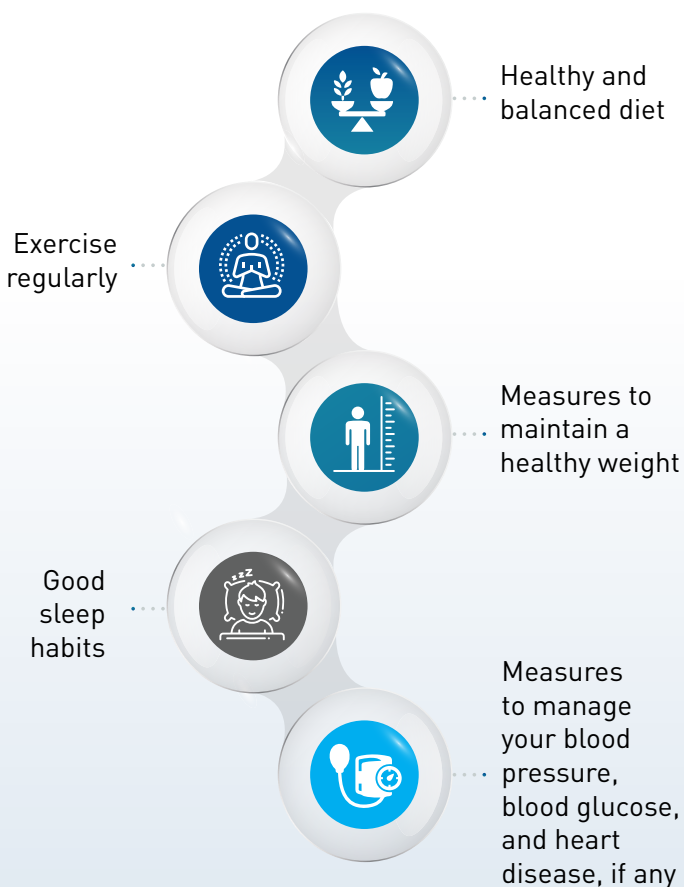 Healthy and
balanced diet
Exercise
regularly
Measures to
maintain a
healthy weight
zzZ
Good
sleep
habits
Measures
to manage
your blood
pressure,
blood glucose,
and heart
disease, if any